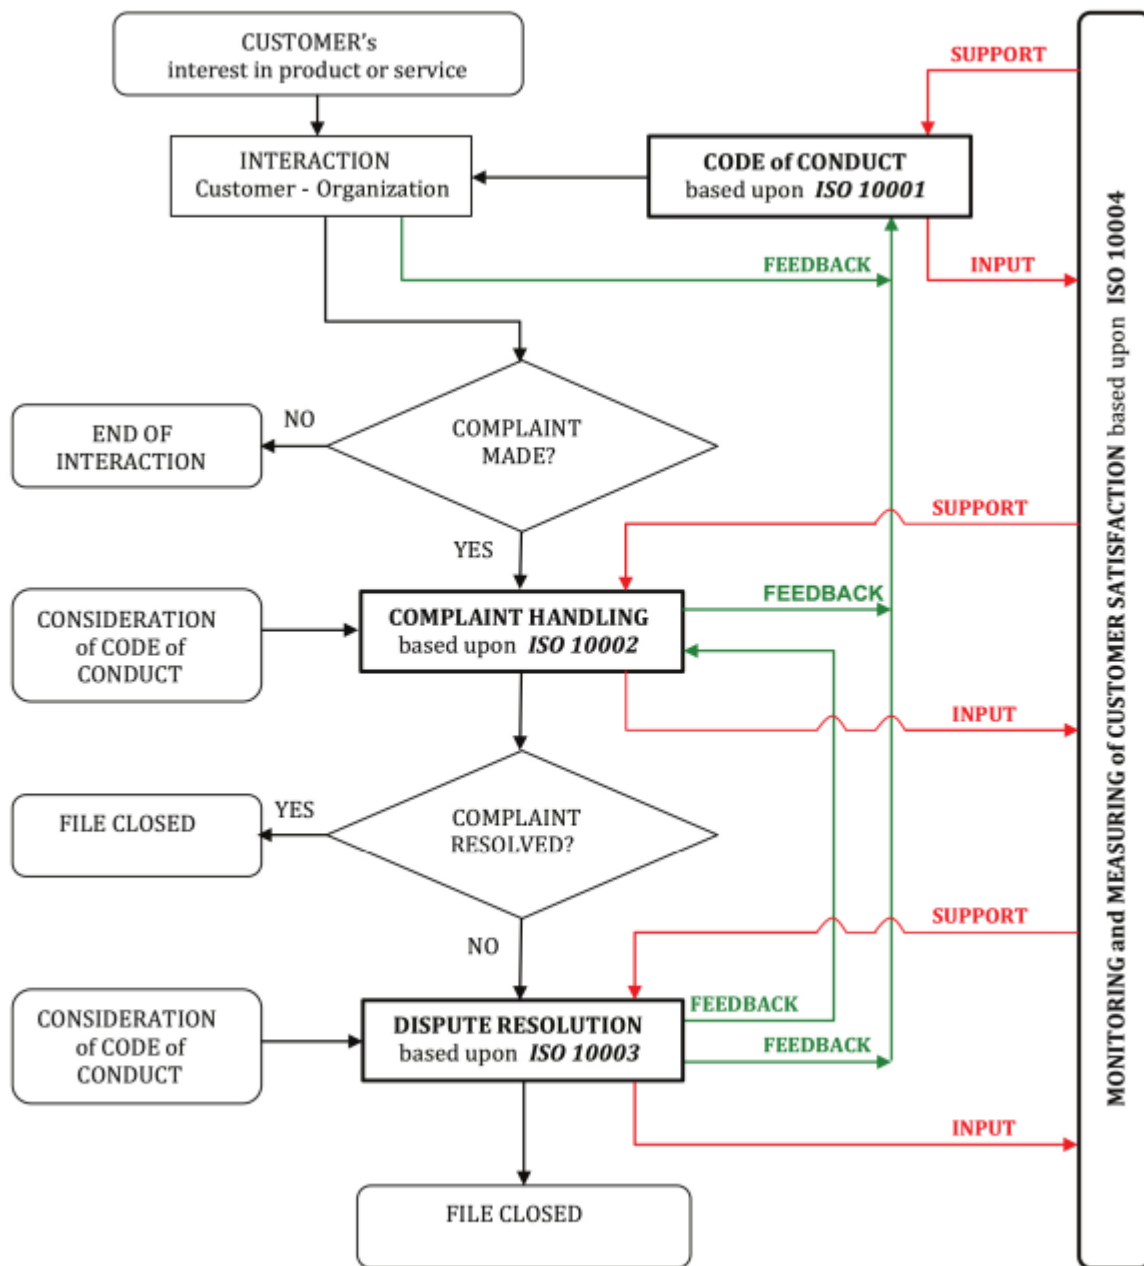 CUSTOMER's
interest in product or service
SUPPORT
INTERACTION
Customer - Organization
CODE of CONDUCT
based upon ISO 10001
FEEDBACK
INPUT
COMPLAINT
MADE?
NO
END OF
INTERACTION
SUPPORT
YES
CONSIDERATION
of CODE of
CONDUCT
COMPLAINT HANDLING
based upon ISO 10002
FEEDBACK
INPUT
COMPLAINT
RESOLVED?
YES
FILE CLOSED
SUPPORT
NO
CONSIDERATION
of CODE of
CONDUCT
DISPUTE RESOLUTION
based upon ISO 10003
FEEDBACK
FEEDBACK
INPUT
FILE CLOSED
MONITORING and MEASURING of CUSTOMER SATISFACTION based upon ISO 10004